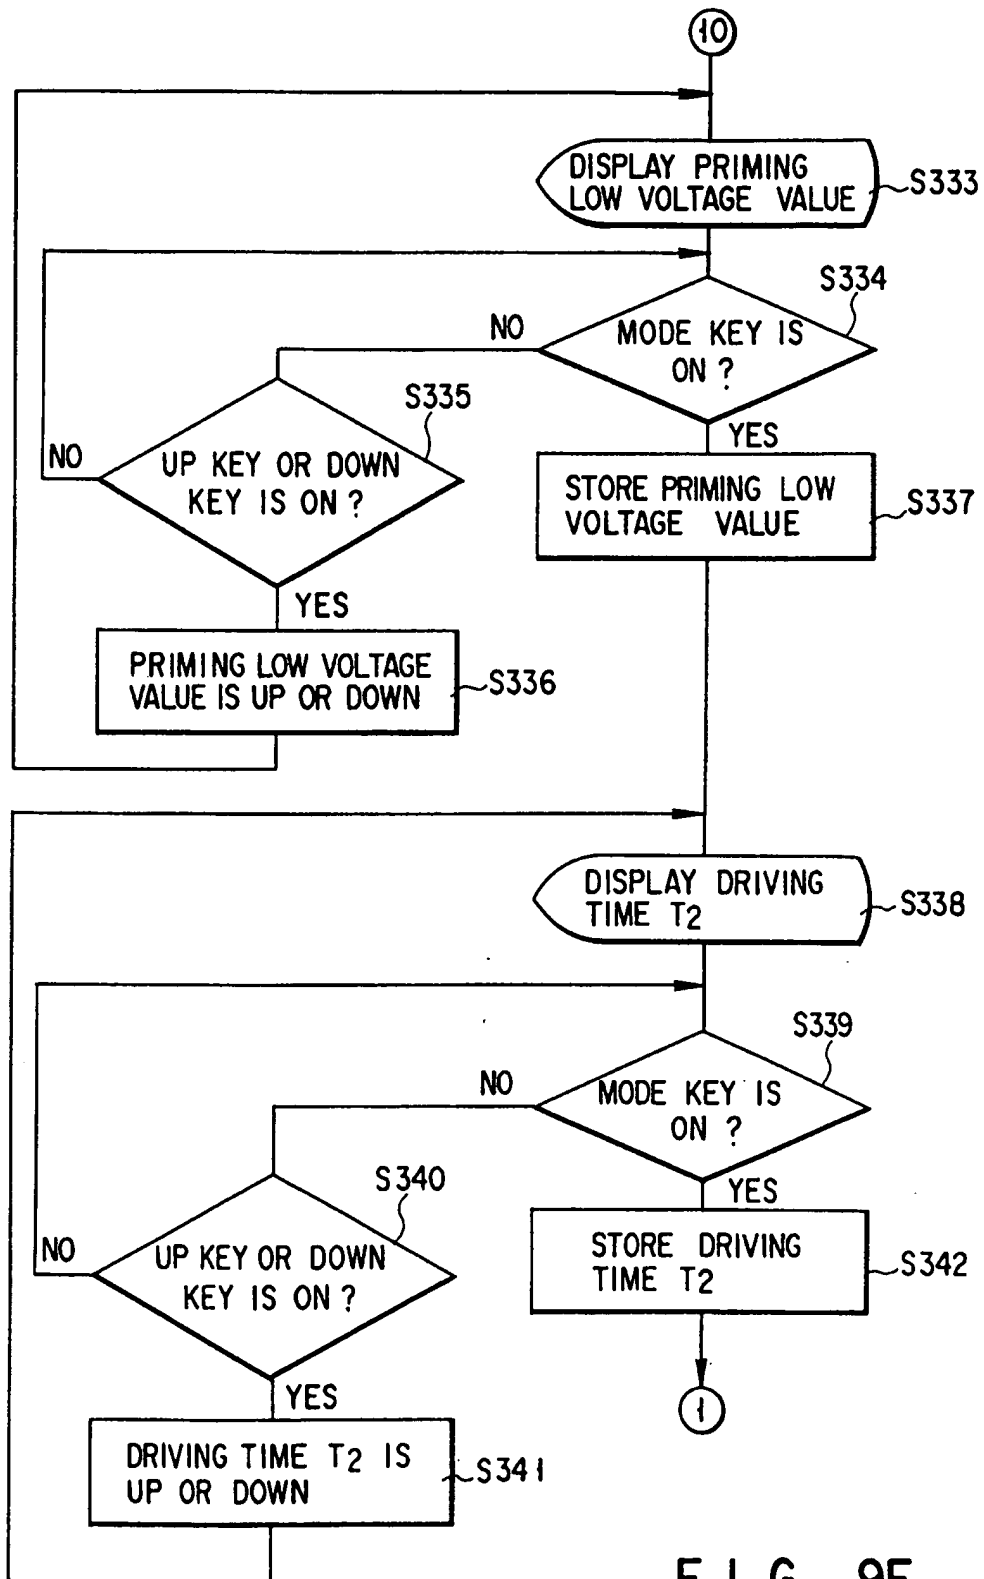 10
DISPLAY PRIMING
LOW VOLTAGE VALUE
S333
S334
NO
MODE KEY IS
ON ?
S335
YES
NO
UP KEY OR DOWN
KEY IS ON ?
STORE PRIMING LOW
VOLTAGE VALUE
S337
YES
PRIMING LOW VOLTAGE
VALUE IS UP OR DOWN
S336
DISPLAY DRIVING
TIME T2
S338
S339
NO
MODE KEY IS
ON ?
S340
YES
NO
UP KEY OR DOWN
KEY IS ON ?
STORE DRIVING
TIME T2
S342
YES
1
DRIVING TIME T2 IS
UP OR DOWN
S341